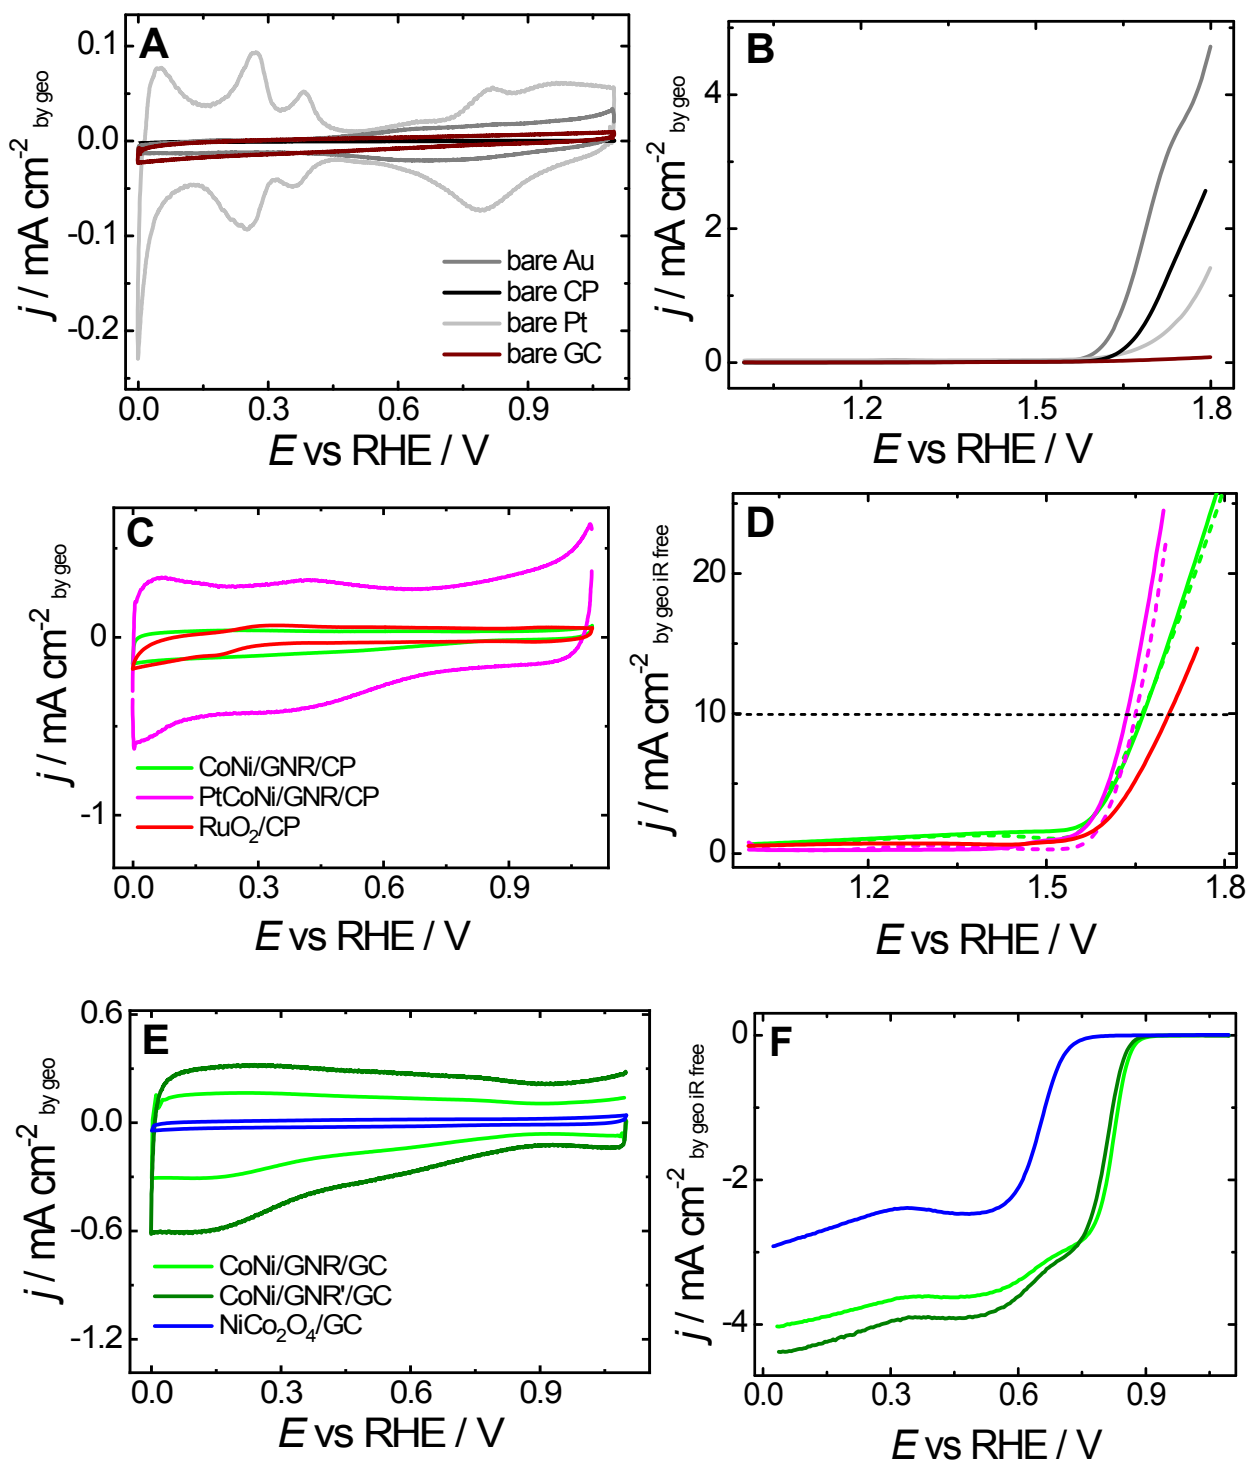 A
0.1
0.0
-0.1
-0.2
j / mA cm-2 by geo
bare Au
bare CP
bare Pt
bare GC
0.0 0.3 0.6 0.9
E vs RHE / V
B
4
2
0
j / mA cm-2 by geo
1.2 1.5 1.8
E vs RHE / V
C
0
-1
j / mA cm-2 by geo
CoNi/GNR/CP
PtCoNi/GNR/CP
RuO2/CP
0.0 0.3 0.6 0.9
E vs RHE / V
D
20
10
0
j / mA cm-2 by geo iR free
1.2 1.5 1.8
E vs RHE / V
E
0.6
0.0
-0.6
-1.2
j / mA cm-2 by geo
CoNi/GNR/GC
CoNi/GNR'/GC
NiCo2O4/GC
0.0 0.3 0.6 0.9
E vs RHE / V
F
0
-2
-4
j / mA cm-2 by geo iR free
0.0 0.3 0.6 0.9
E vs RHE / V